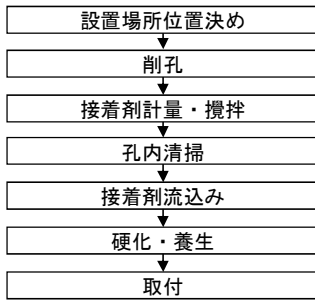 設置場所位置決め
削孔
接着剤計量・攪拌
孔内清掃
接着剤流込み
硬化・養生
取付